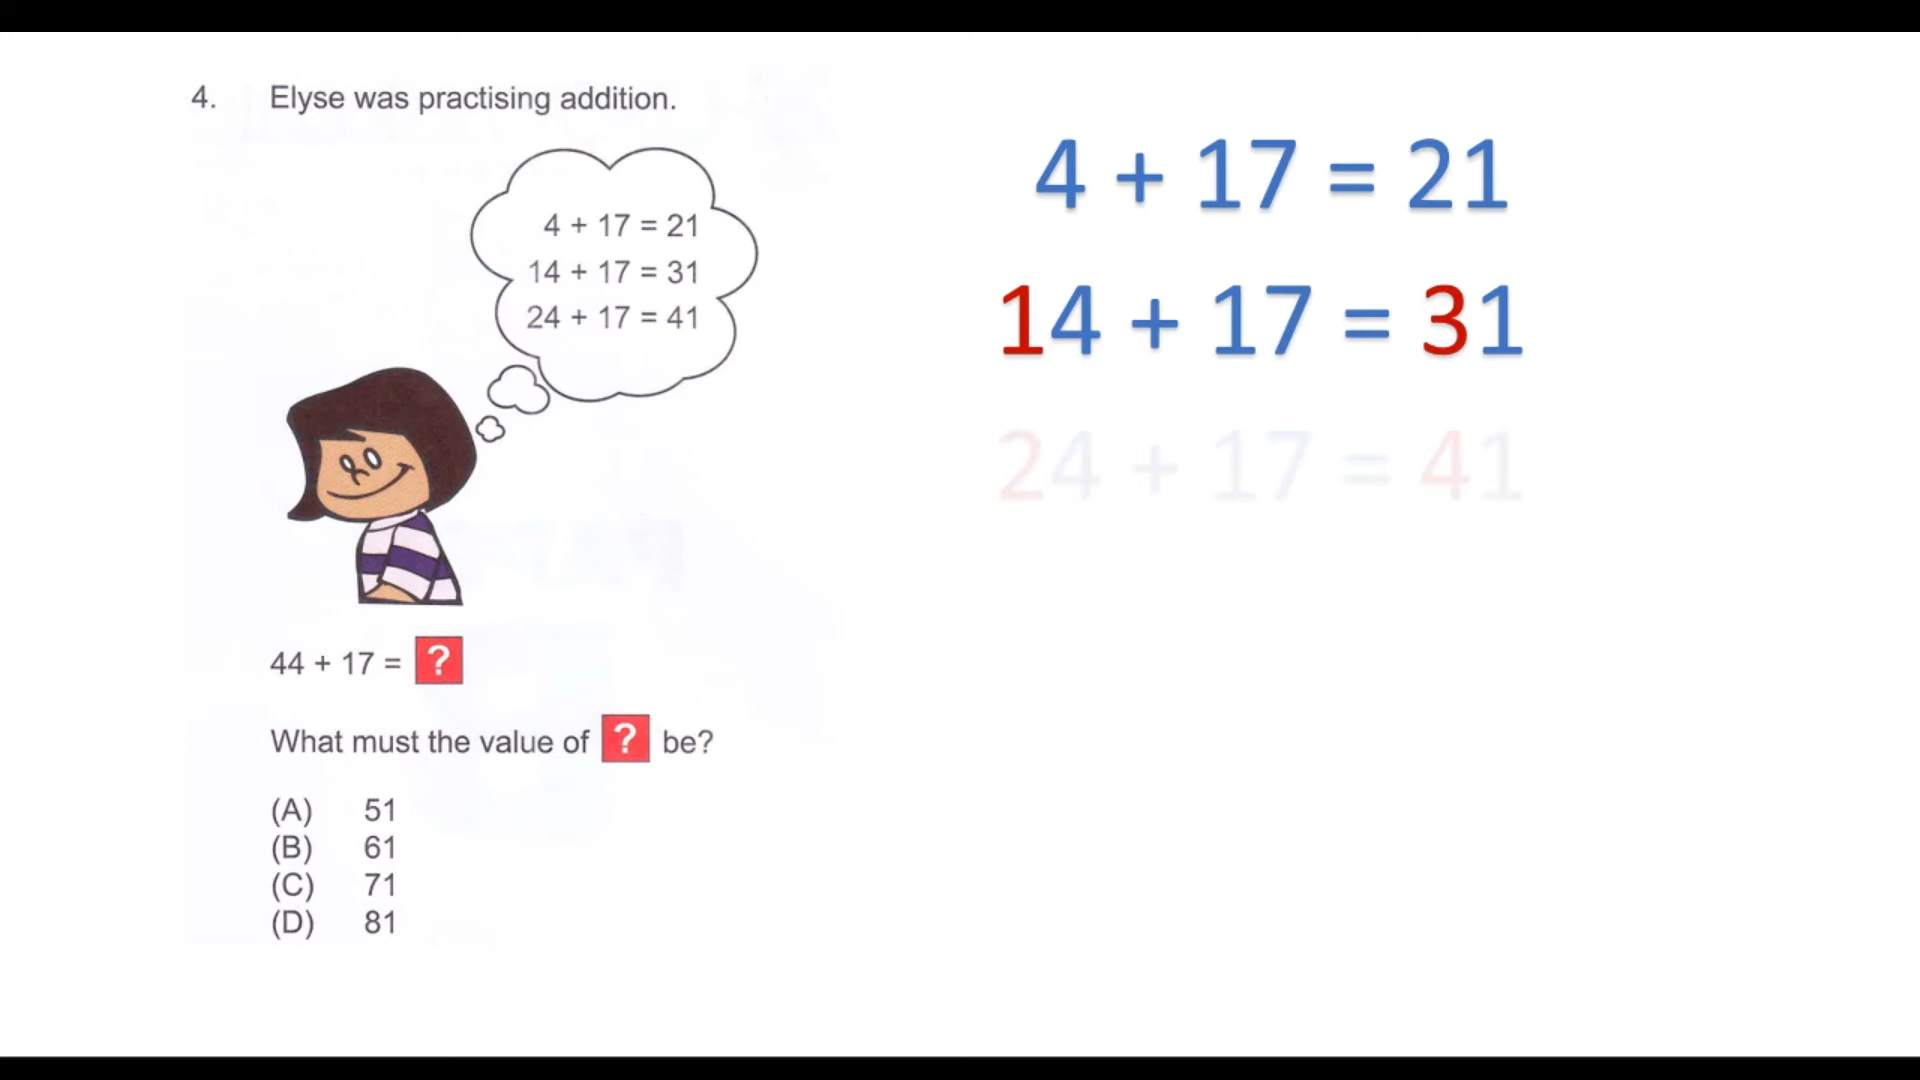 4. Elyse was practising addition.
4 + 17 = 21
14 + 17 = 31
24 + 17 = 41
44 + 17 = ?
What must the value of ? be?
(A) 51
(B) 61
(C) 71
(D) 81
4 + 17 = 21
14 + 17 = 31
24 + 17 = 41